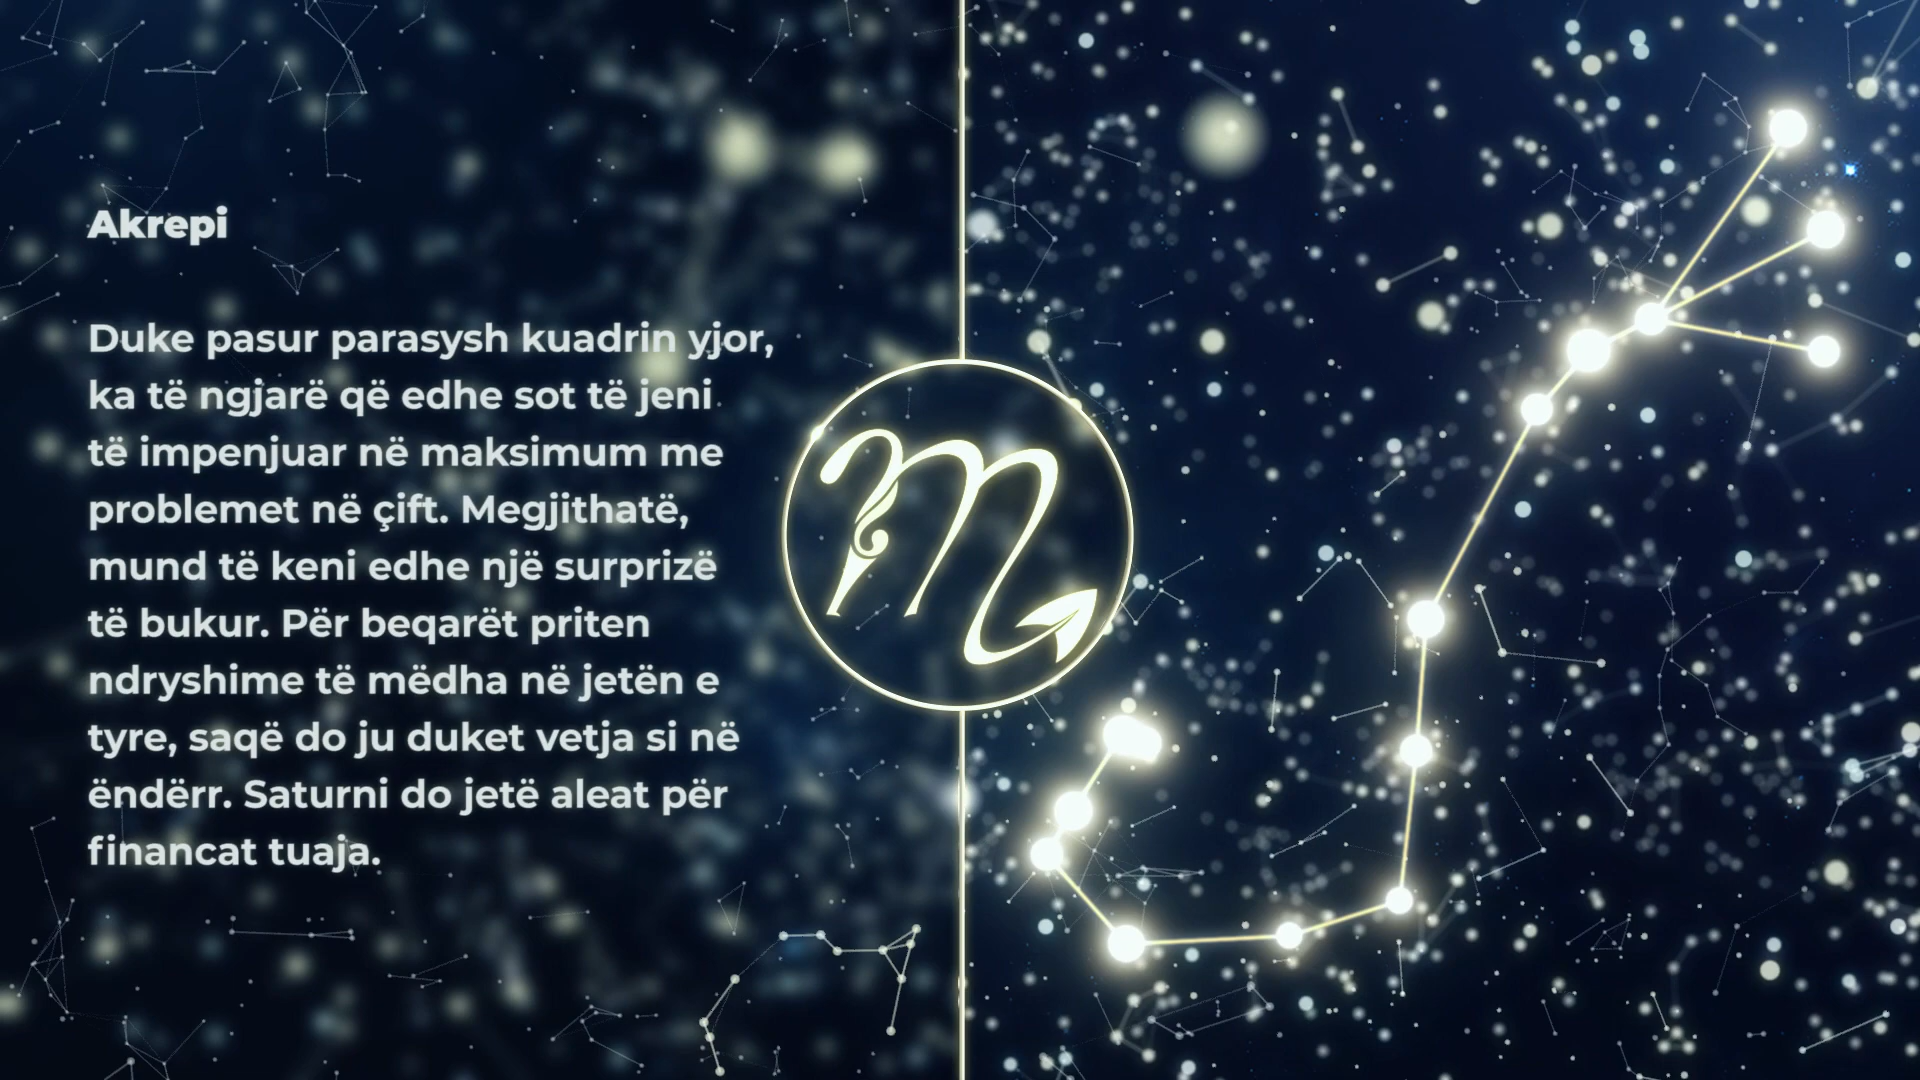 Akrepi
Duke pasur parasysh kuadrin yjor,
ka të ngjarë që edhe sot të jeni
të impenjuar në maksimum me
problemet në çift. Megjithatë,
mund të keni edhe një surprizë
të bukur. Për beqarët priten
ndryshime të mëdha në jetën e
tyre, saqë do ju duket vetja si në
ëndërr. Saturni do jetë aleat për
financat tuaja.